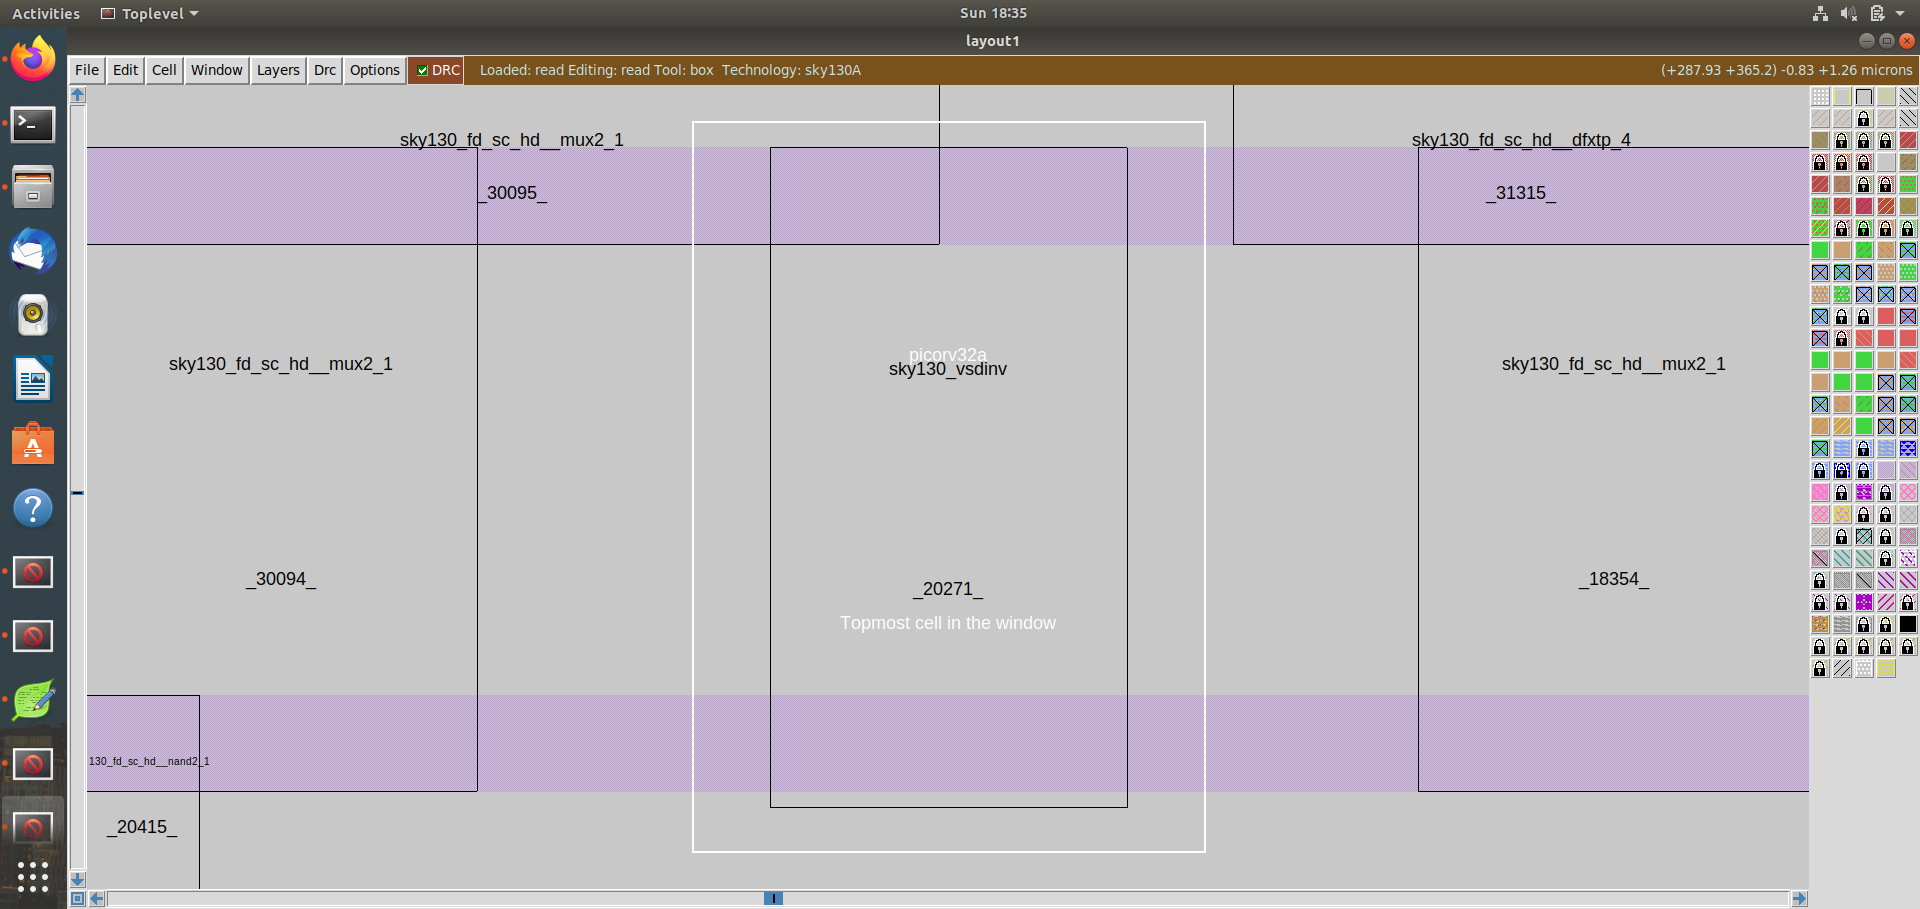 Activities Toplevel Sun 18:35
layout1
File Edit Cell Window Layers Drc Options DRC Loaded: read Editing: read Tool: box Technology: sky130A (+287.93 +365.2) -0.83 +1.26 microns
sky130_fd_sc_hd__mux2_1 sky130_fd_sc_hd__dfxtp_4
_30095_ _31315_
picorv32a
sky130_fd_sc_hd__mux2_1 sky130_vsdinv sky130_fd_sc_hd__mux2_1
_30094_ _20271_ _18354_
Topmost cell in the window
130_fd_sc_hd__nand2_1
_20415_